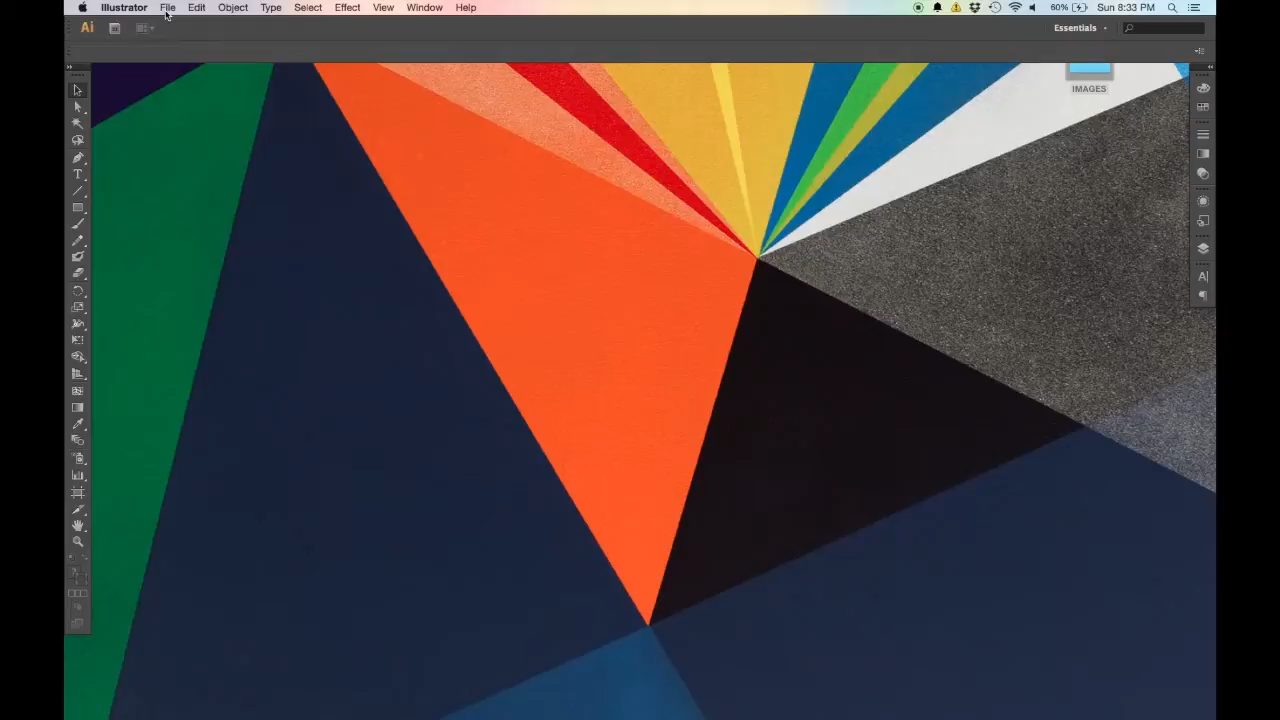 Illustrator File Edit Object Type Select Effect View Window Help 60% Sun 8:33 PM
Ai Essentials
IMAGES